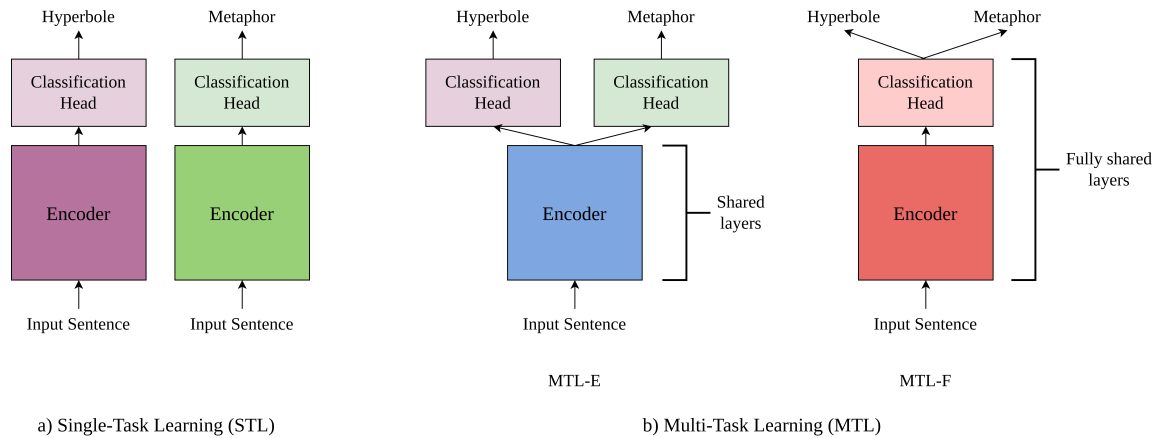 Hyperbole
Metaphor
Hyperbole
Metaphor
Hyperbole
Metaphor
Classification
Head
Classification
Head
Classification
Head
Classification
Head
Classification
Head
Encoder
Encoder
Encoder
Encoder
Shared
layers
Fully shared
layers
Input Sentence
Input Sentence
Input Sentence
Input Sentence
MTL-E
MTL-F
a) Single-Task Learning (STL)
b) Multi-Task Learning (MTL)